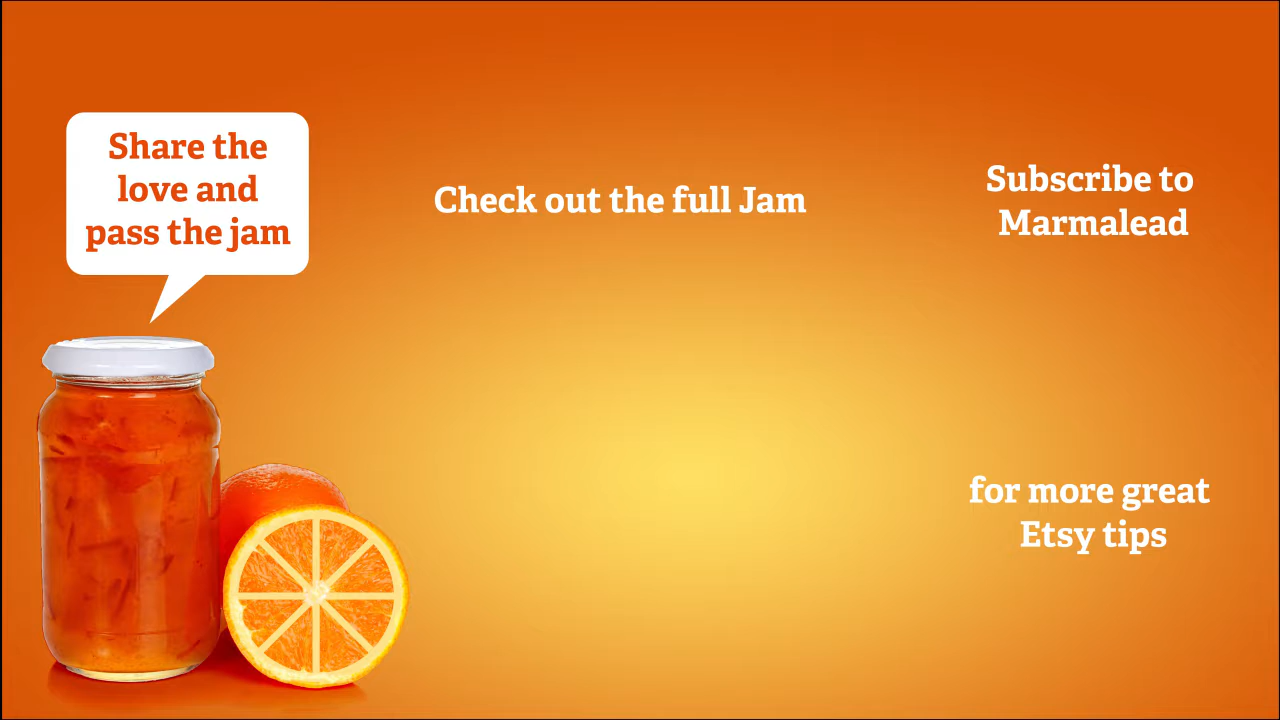 Share the
love and
pass the jam
Check out the full Jam
Subscribe to
Marmalead
for more great
Etsy tips